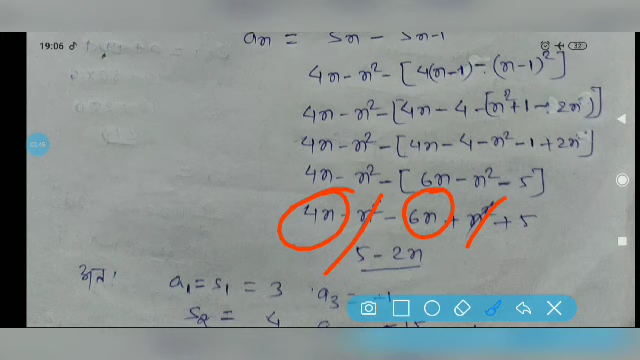 19:06
32
an = Sn - Sn-1
4n - n² - [4(n-1) - (n-1)²]
4n - n² - [4n - 4 - (n²+1-2n)]
4n - n² - [4n - 4 - n² - 1 + 2n]
4n - n² - [6n - n² - 5]
4n - n² - 6n + n² + 5
5 - 2n
अतः
a1 = S1 = 3 a3 = -1
S2 = 4